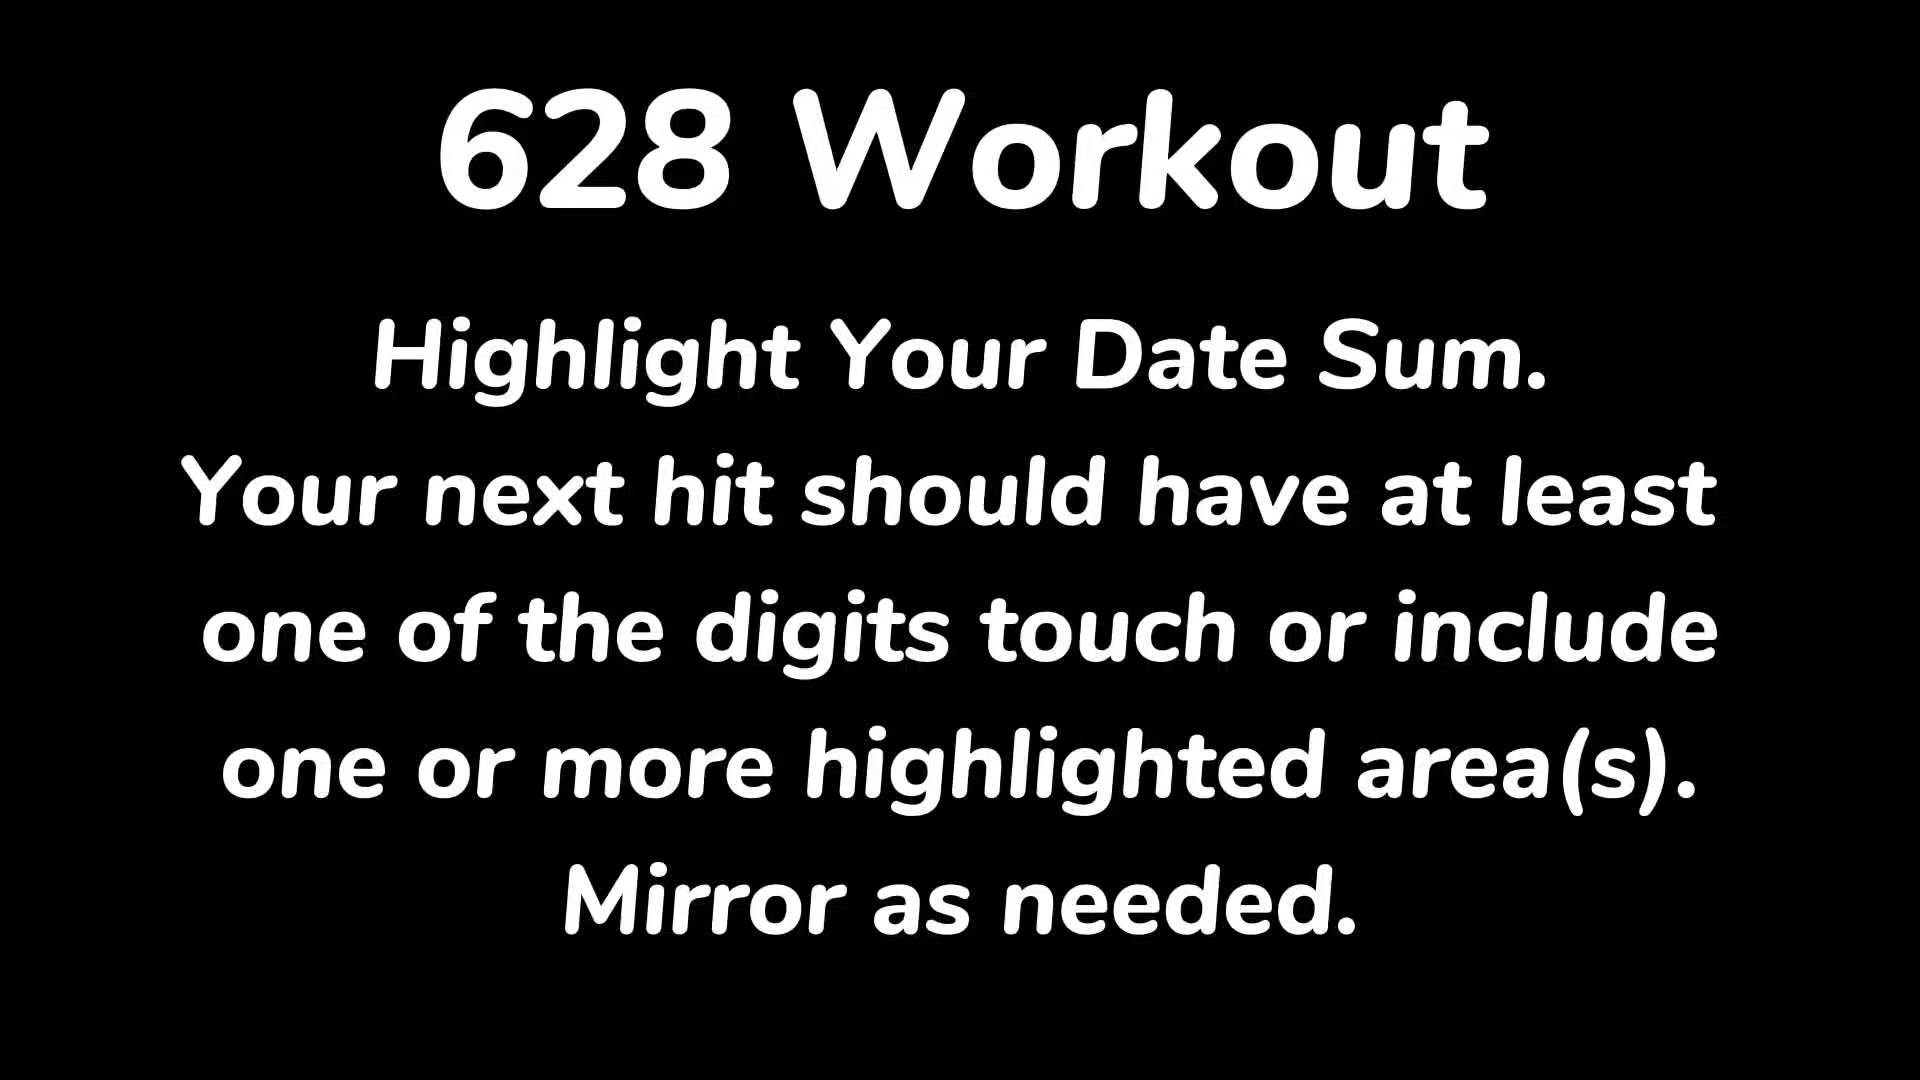 628 Workout
Highlight Your Date Sum.
Your next hit should have at least
one of the digits touch or include
one or more highlighted area(s).
Mirror as needed.